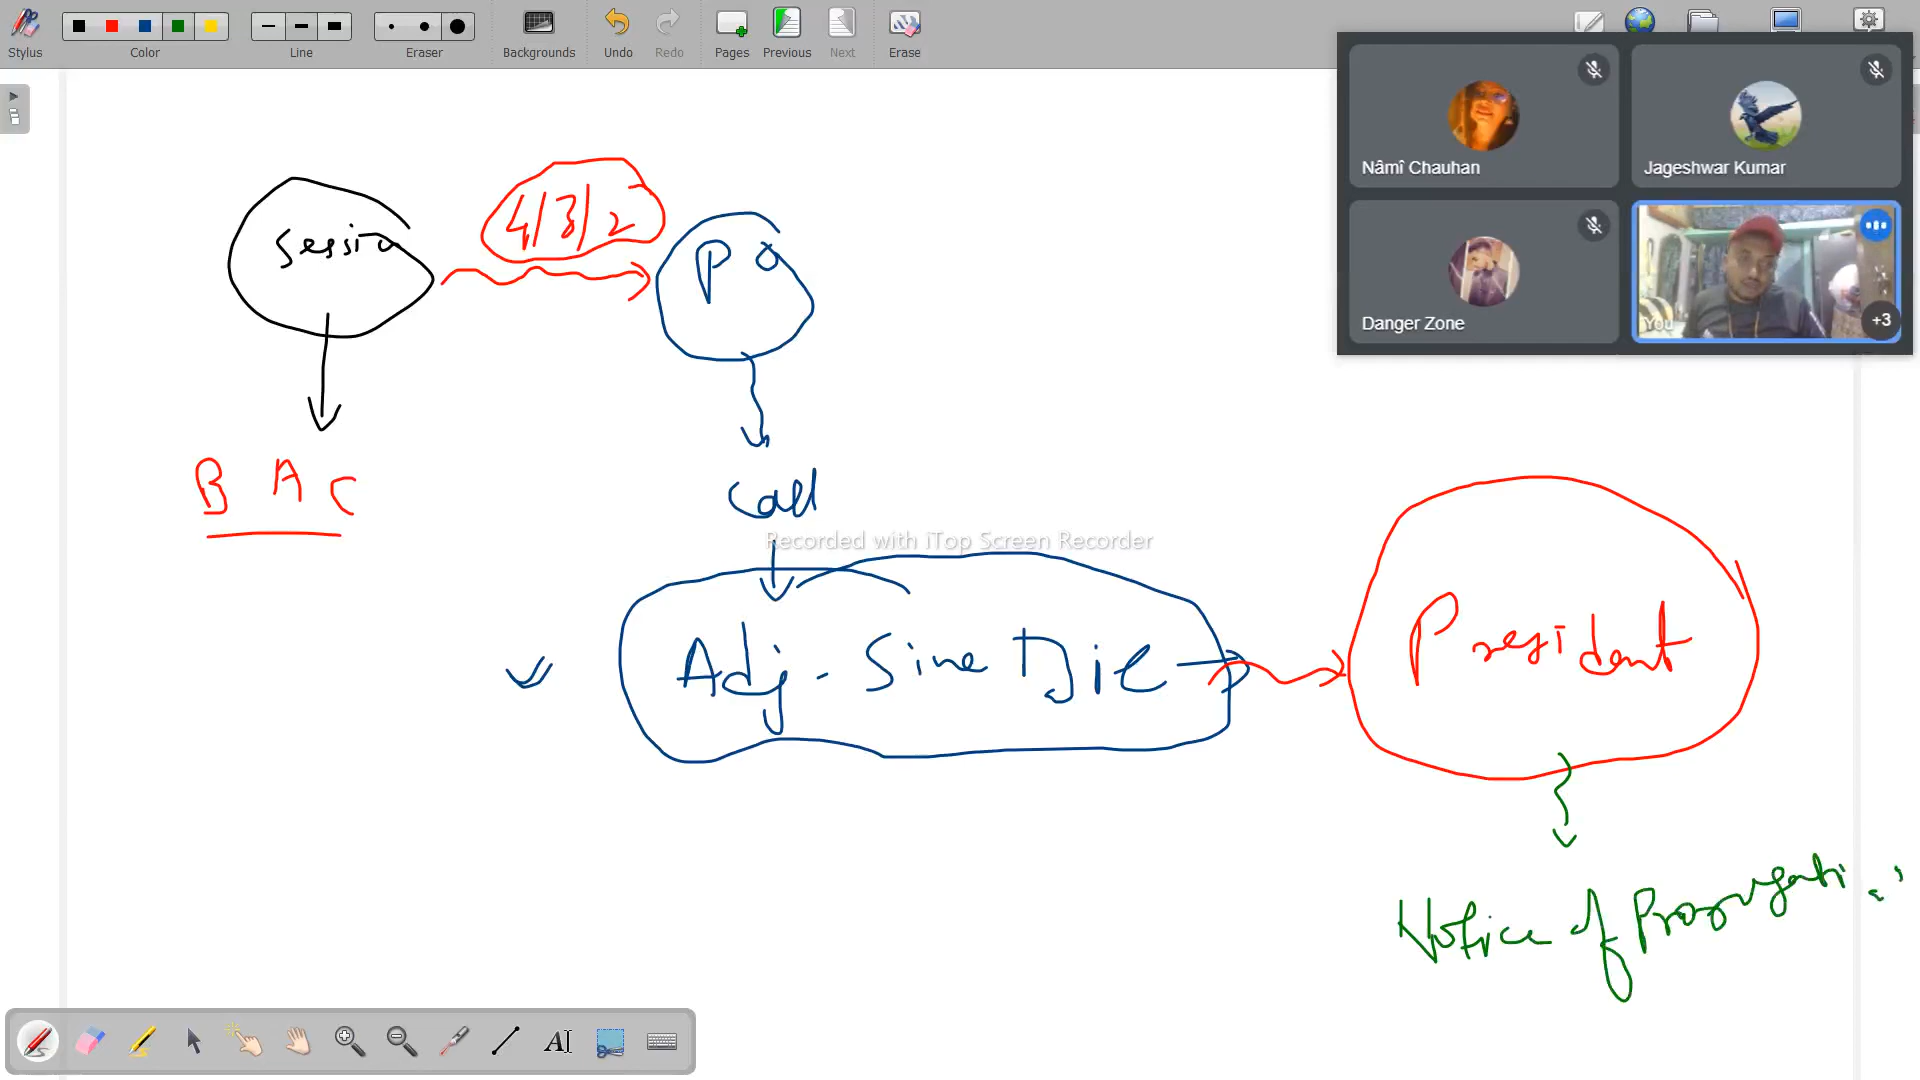 Stylus
Color
Line
Eraser
Backgrounds
Undo
Redo
Pages
Previous
Next
Erase
Nâmî Chauhan
Jageshwar Kumar
Danger Zone
You
+3
4/3/2
Session
P O
B A C
Call
Recorded with iTop Screen Recorder
Adj - Sine Die
President
Notice of Prorogation
AI